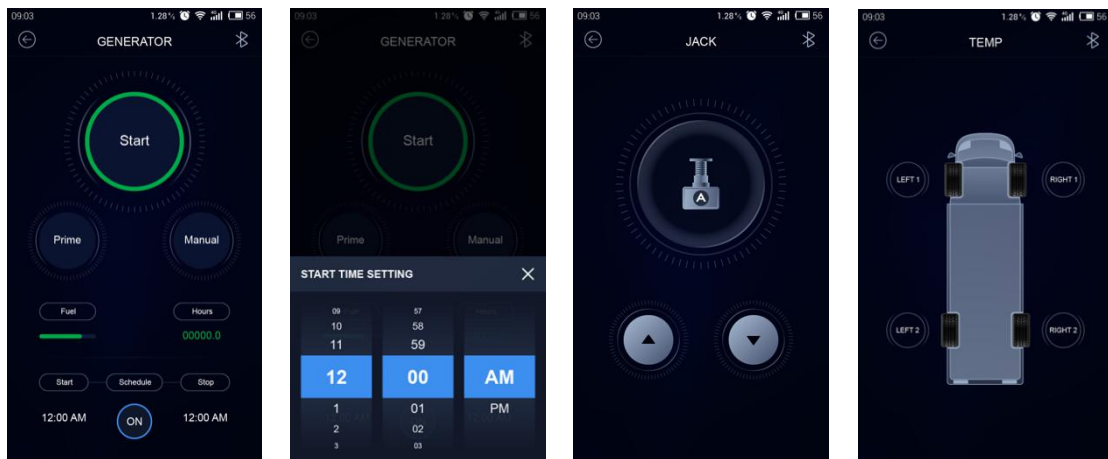 09:03 1.28% 56
GENERATOR
Start
Prime Manual
Fuel Hours
00000.0
Start Schedule Stop
12:00 AM ON 12:00 AM
09:03 1.28% 56
GENERATOR
Start
Prime Manual
START TIME SETTING
09 57
10 58
11 59
12 00 AM
1 01 PM
2 02
3 03
09:03 1.28% 56
JACK
A
09:03 1.28% 56
TEMP
LEFT 1 RIGHT 1
LEFT 2 RIGHT 2